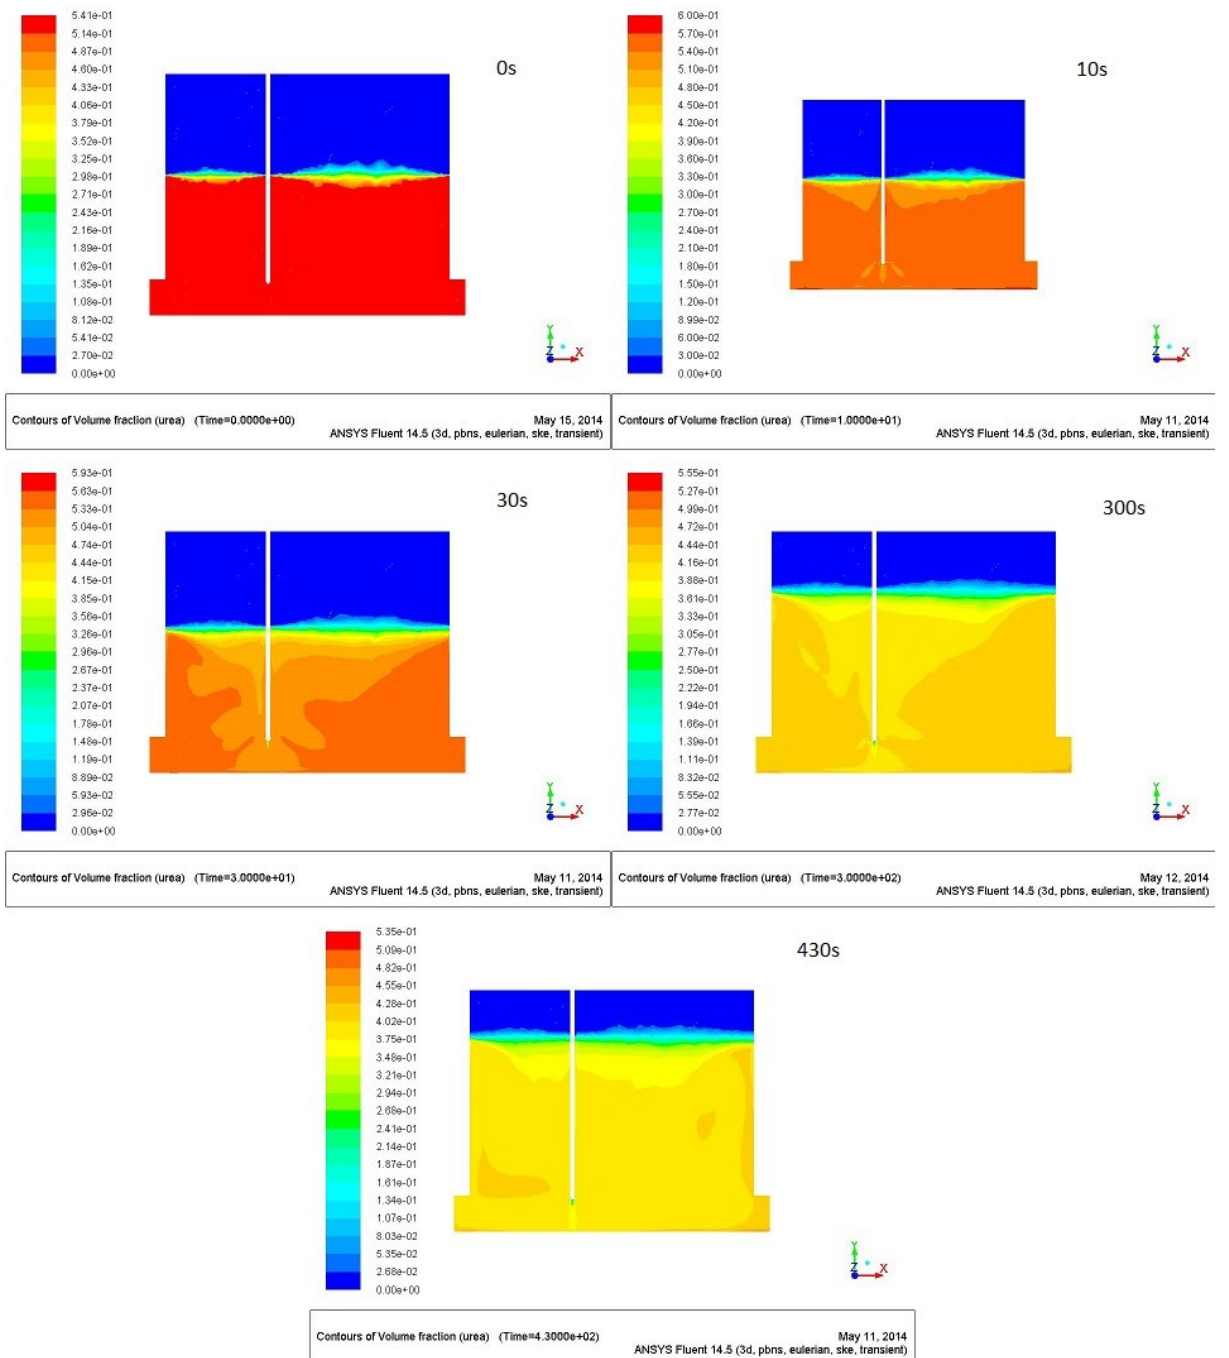 5.41e-01
5.14e-01
4.87e-01
4.60e-01
4.33e-01
4.06e-01
3.79e-01
3.52e-01
3.25e-01
2.98e-01
2.71e-01
2.43e-01
2.16e-01
1.89e-01
1.62e-01
1.35e-01
1.08e-01
8.12e-02
5.41e-02
2.70e-02
0.00e+00
0s
Y
Z
X
Contours of Volume fraction (urea) (Time=0.0000e+00)
May 15, 2014
ANSYS Fluent 14.5 (3d, pbns, eulerian, ske, transient)
6.00e-01
5.70e-01
5.40e-01
5.10e-01
4.80e-01
4.50e-01
4.20e-01
3.90e-01
3.60e-01
3.30e-01
3.00e-01
2.70e-01
2.40e-01
2.10e-01
1.80e-01
1.50e-01
1.20e-01
8.99e-02
6.00e-02
3.00e-02
0.00e+00
10s
Y
Z
X
Contours of Volume fraction (urea) (Time=1.0000e+01)
May 11, 2014
ANSYS Fluent 14.5 (3d, pbns, eulerian, ske, transient)
5.93e-01
5.63e-01
5.33e-01
5.04e-01
4.74e-01
4.44e-01
4.15e-01
3.85e-01
3.56e-01
3.26e-01
2.96e-01
2.67e-01
2.37e-01
2.07e-01
1.78e-01
1.48e-01
1.19e-01
8.89e-02
5.93e-02
2.96e-02
0.00e+00
30s
Y
Z
X
Contours of Volume fraction (urea) (Time=3.0000e+01)
May 11, 2014
ANSYS Fluent 14.5 (3d, pbns, eulerian, ske, transient)
5.55e-01
5.27e-01
4.99e-01
4.72e-01
4.44e-01
4.16e-01
3.88e-01
3.61e-01
3.33e-01
3.05e-01
2.77e-01
2.50e-01
2.22e-01
1.94e-01
1.66e-01
1.39e-01
1.11e-01
8.32e-02
5.55e-02
2.77e-02
0.00e+00
300s
Y
Z
X
Contours of Volume fraction (urea) (Time=3.0000e+02)
May 12, 2014
ANSYS Fluent 14.5 (3d, pbns, eulerian, ske, transient)
5.35e-01
5.09e-01
4.82e-01
4.55e-01
4.28e-01
4.02e-01
3.75e-01
3.48e-01
3.21e-01
2.94e-01
2.68e-01
2.41e-01
2.14e-01
1.87e-01
1.61e-01
1.34e-01
1.07e-01
8.03e-02
5.35e-02
2.68e-02
0.00e+00
430s
Y
Z
X
Contours of Volume fraction (urea) (Time=4.3000e+02)
May 11, 2014
ANSYS Fluent 14.5 (3d, pbns, eulerian, ske, transient)